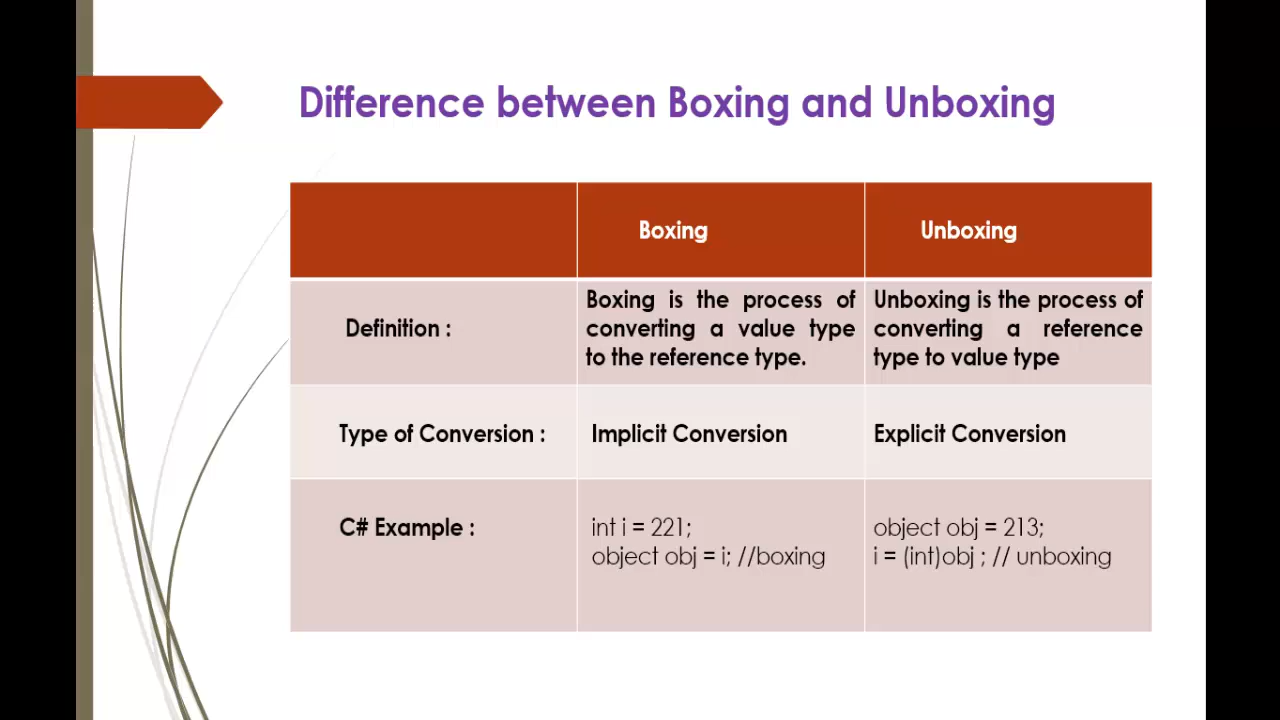 Difference between Boxing and Unboxing
Boxing
Unboxing
Definition :
Boxing is the process of
converting a value type
to the reference type.
Unboxing is the process of
converting a reference
type to value type
Type of Conversion :
Implicit Conversion
Explicit Conversion
C# Example :
int i = 221;
object obj = i; //boxing
object obj = 213;
i = (int)obj ; // unboxing